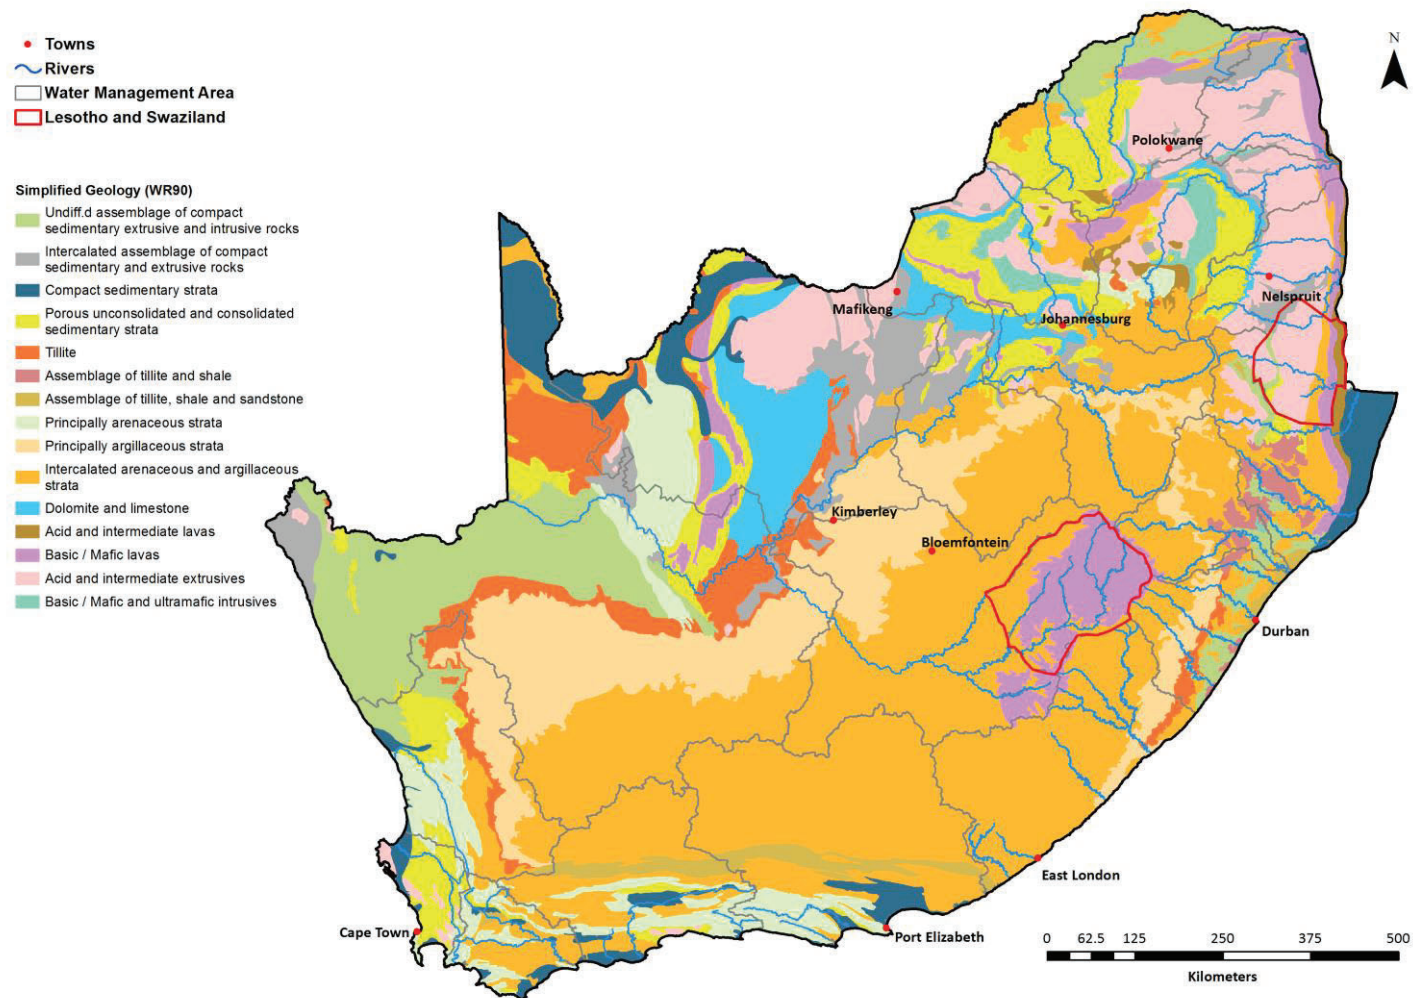 Towns
Rivers
Water Management Area
Lesotho and Swaziland
Simplified Geology (WR90)
Undiff.d assemblage of compact
sedimentary extrusive and intrusive rocks
Intercalated assemblage of compact
sedimentary and extrusive rocks
Compact sedimentary strata
Porous unconsolidated and consolidated
sedimentary strata
Tillite
Assemblage of tillite and shale
Assemblage of tillite, shale and sandstone
Principally arenaceous strata
Principally argillaceous strata
Intercalated arenaceous and argillaceous
strata
Dolomite and limestone
Acid and intermediate lavas
Basic / Mafic lavas
Acid and intermediate extrusives
Basic / Mafic and ultramafic intrusives
N
Polokwane
Nelspruit
Mafikeng
Johannesburg
Kimberley
Bloemfontein
Durban
East London
Cape Town
Port Elizabeth
0 62.5 125 250 375 500
Kilometers